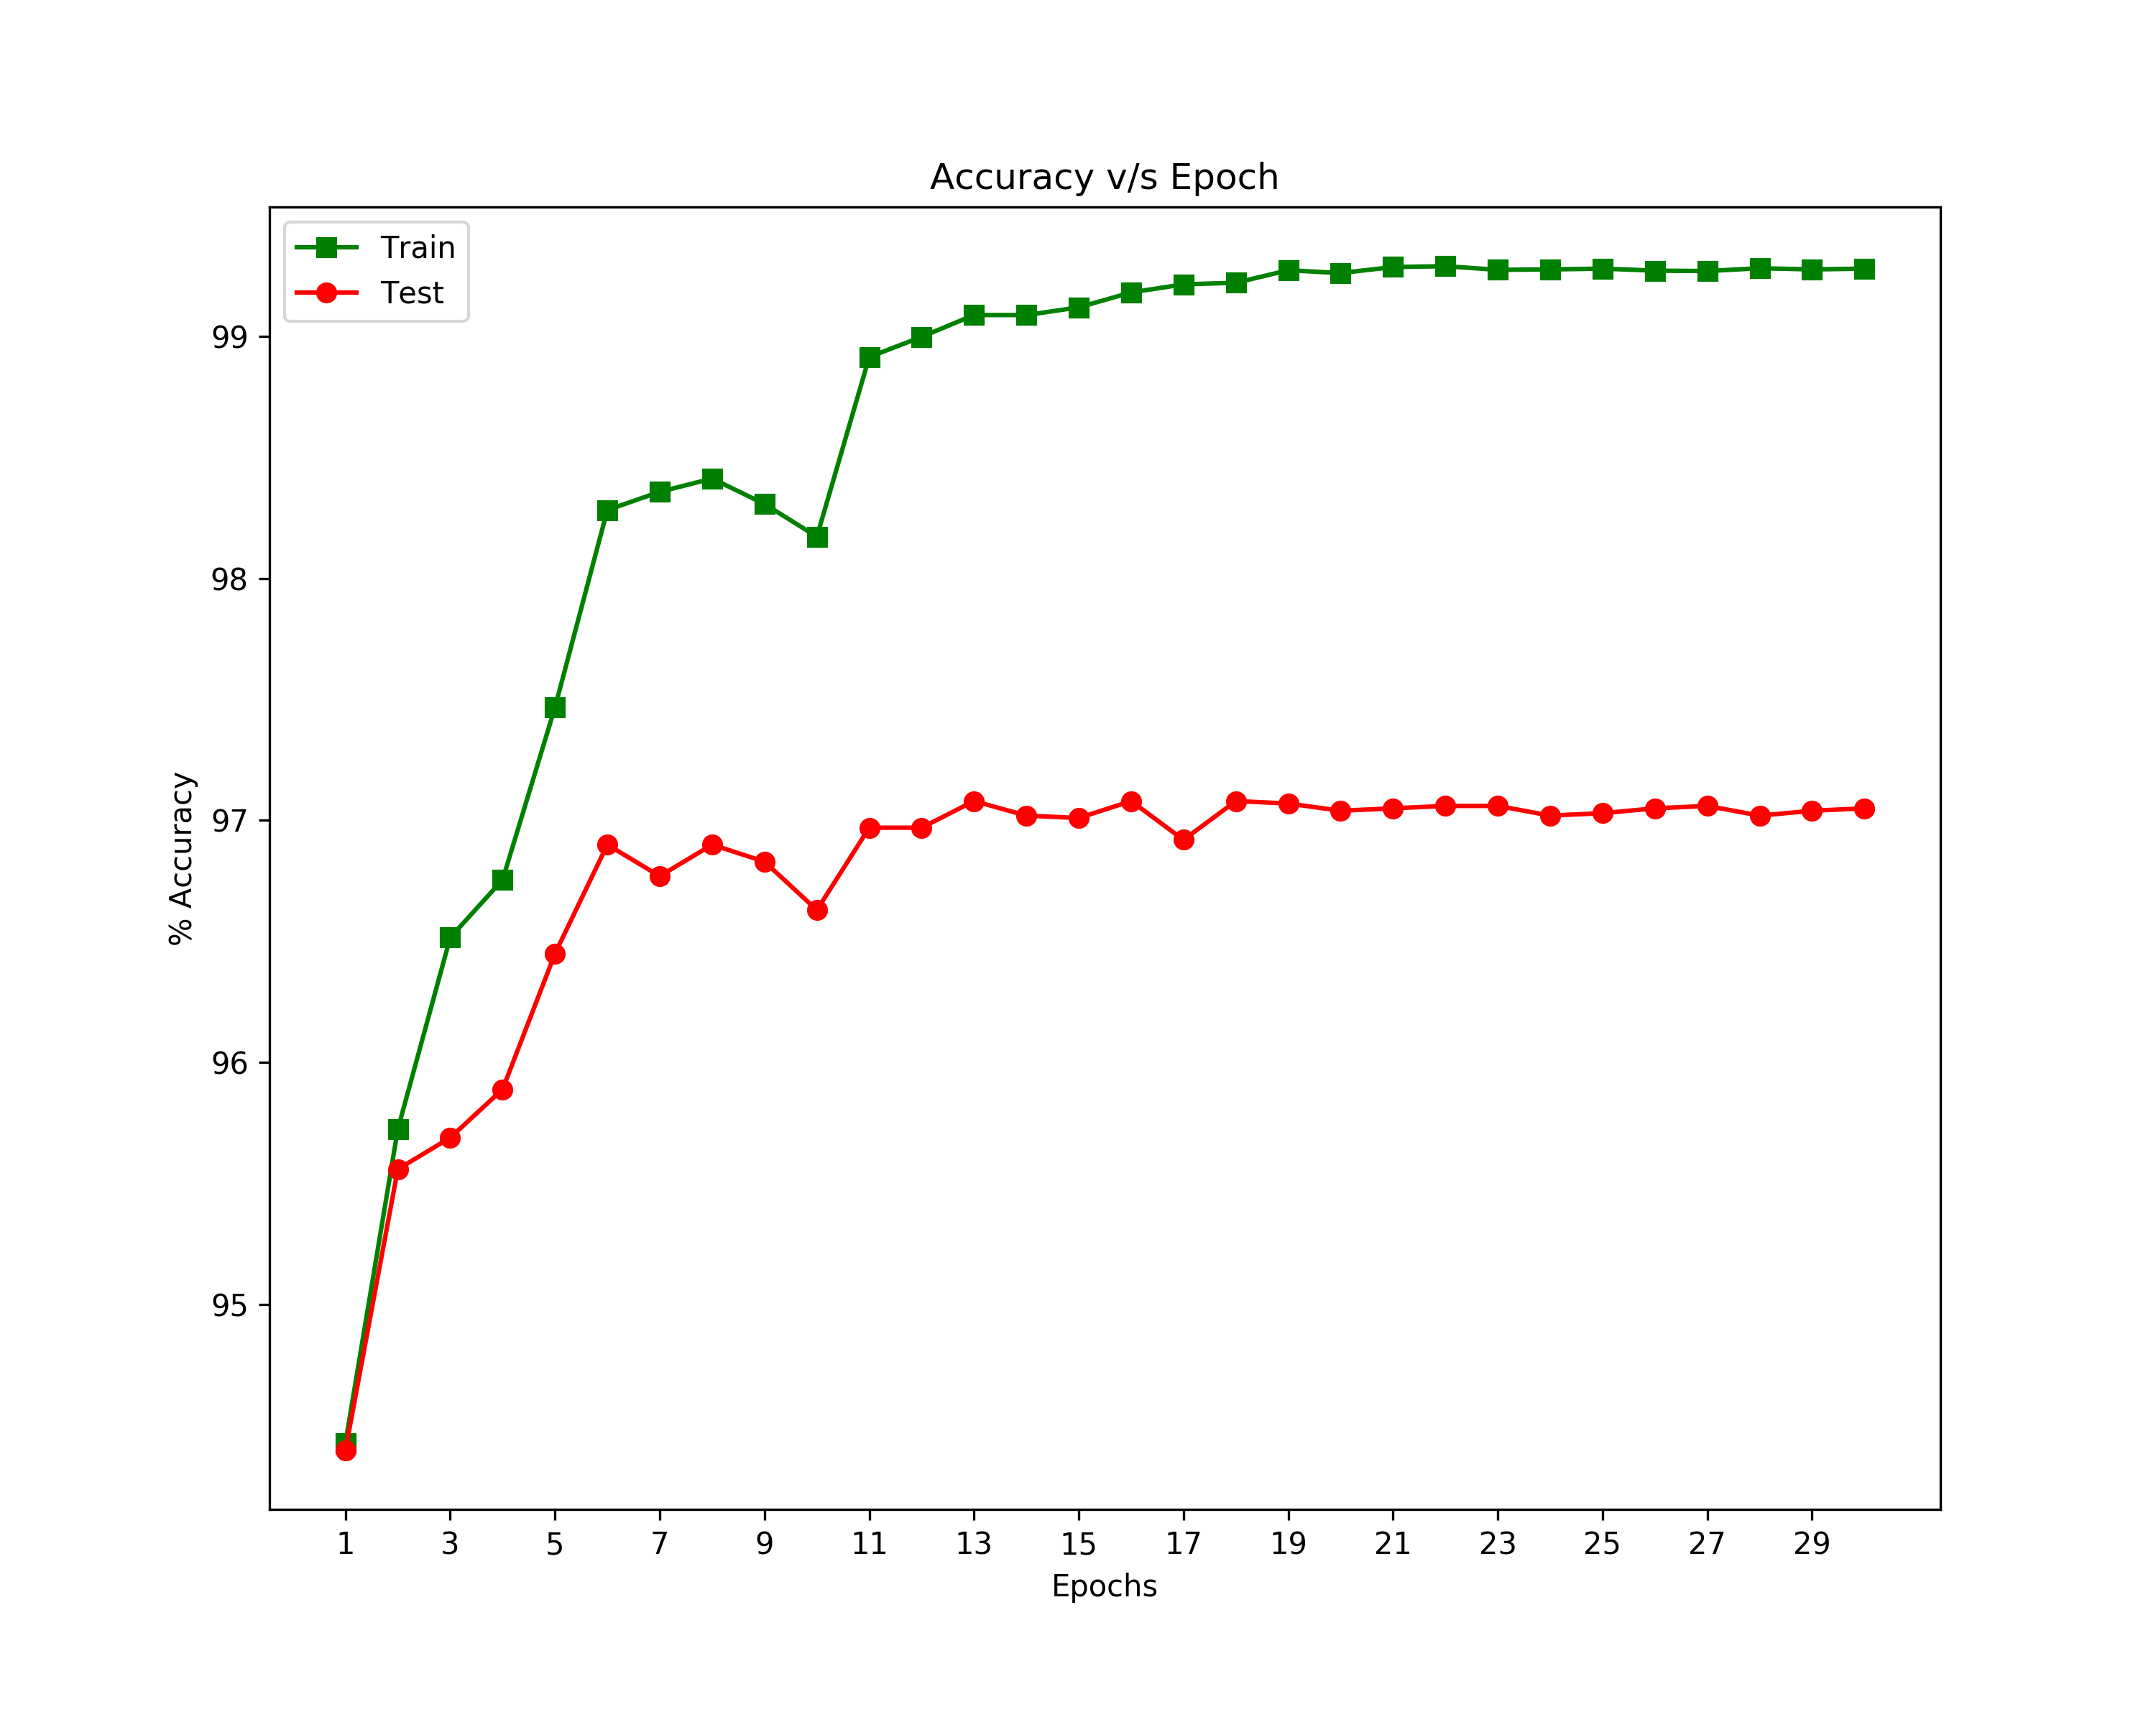 Accuracy v/s Epoch
Train
Test
99
98
97
96
95
% Accuracy
1 3 5 7 9 11 13 15 17 19 21 23 25 27 29
Epochs